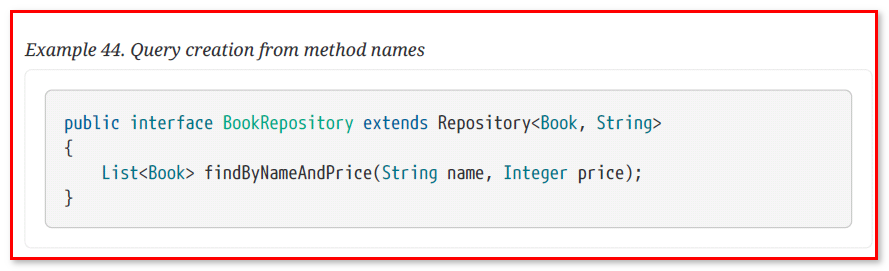 Example 44. Query creation from method names
public interface BookRepository extends Repository<Book, String>
{
    List<Book> findByNameAndPrice(String name, Integer price);
}